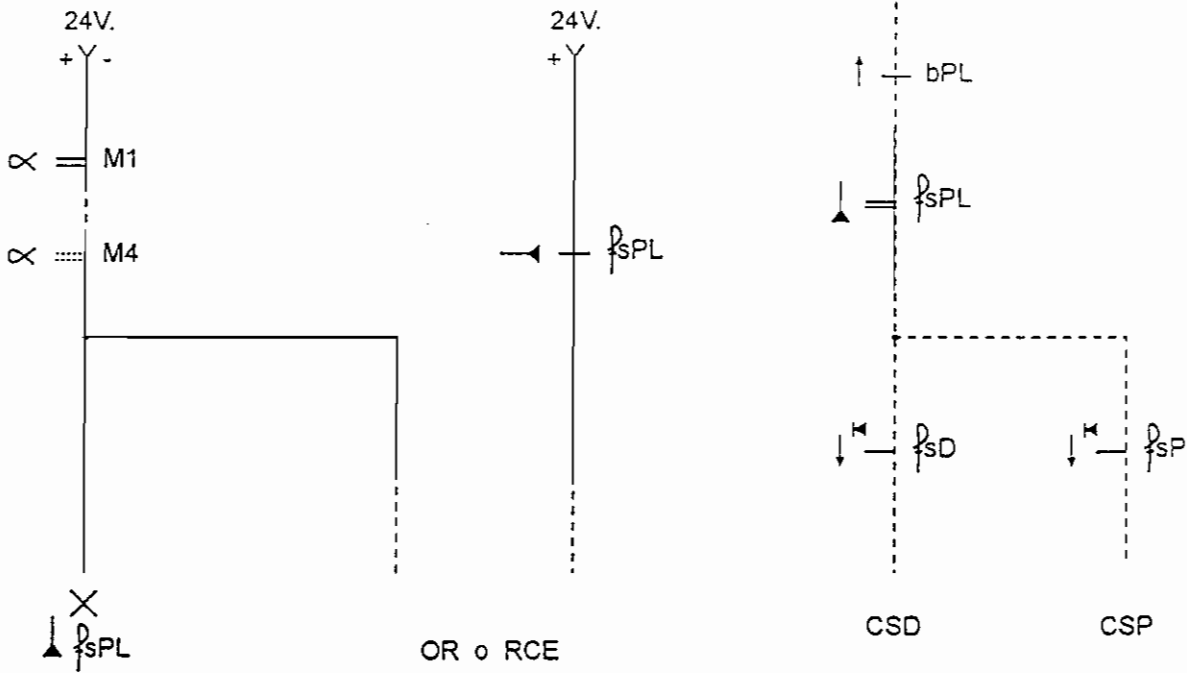 24V.
+ -
∝ M1
∝ M4
fsPL
24V.
+
fsPL
OR o RCE
bPL
fsPL
fsD
fsP
CSD
CSP